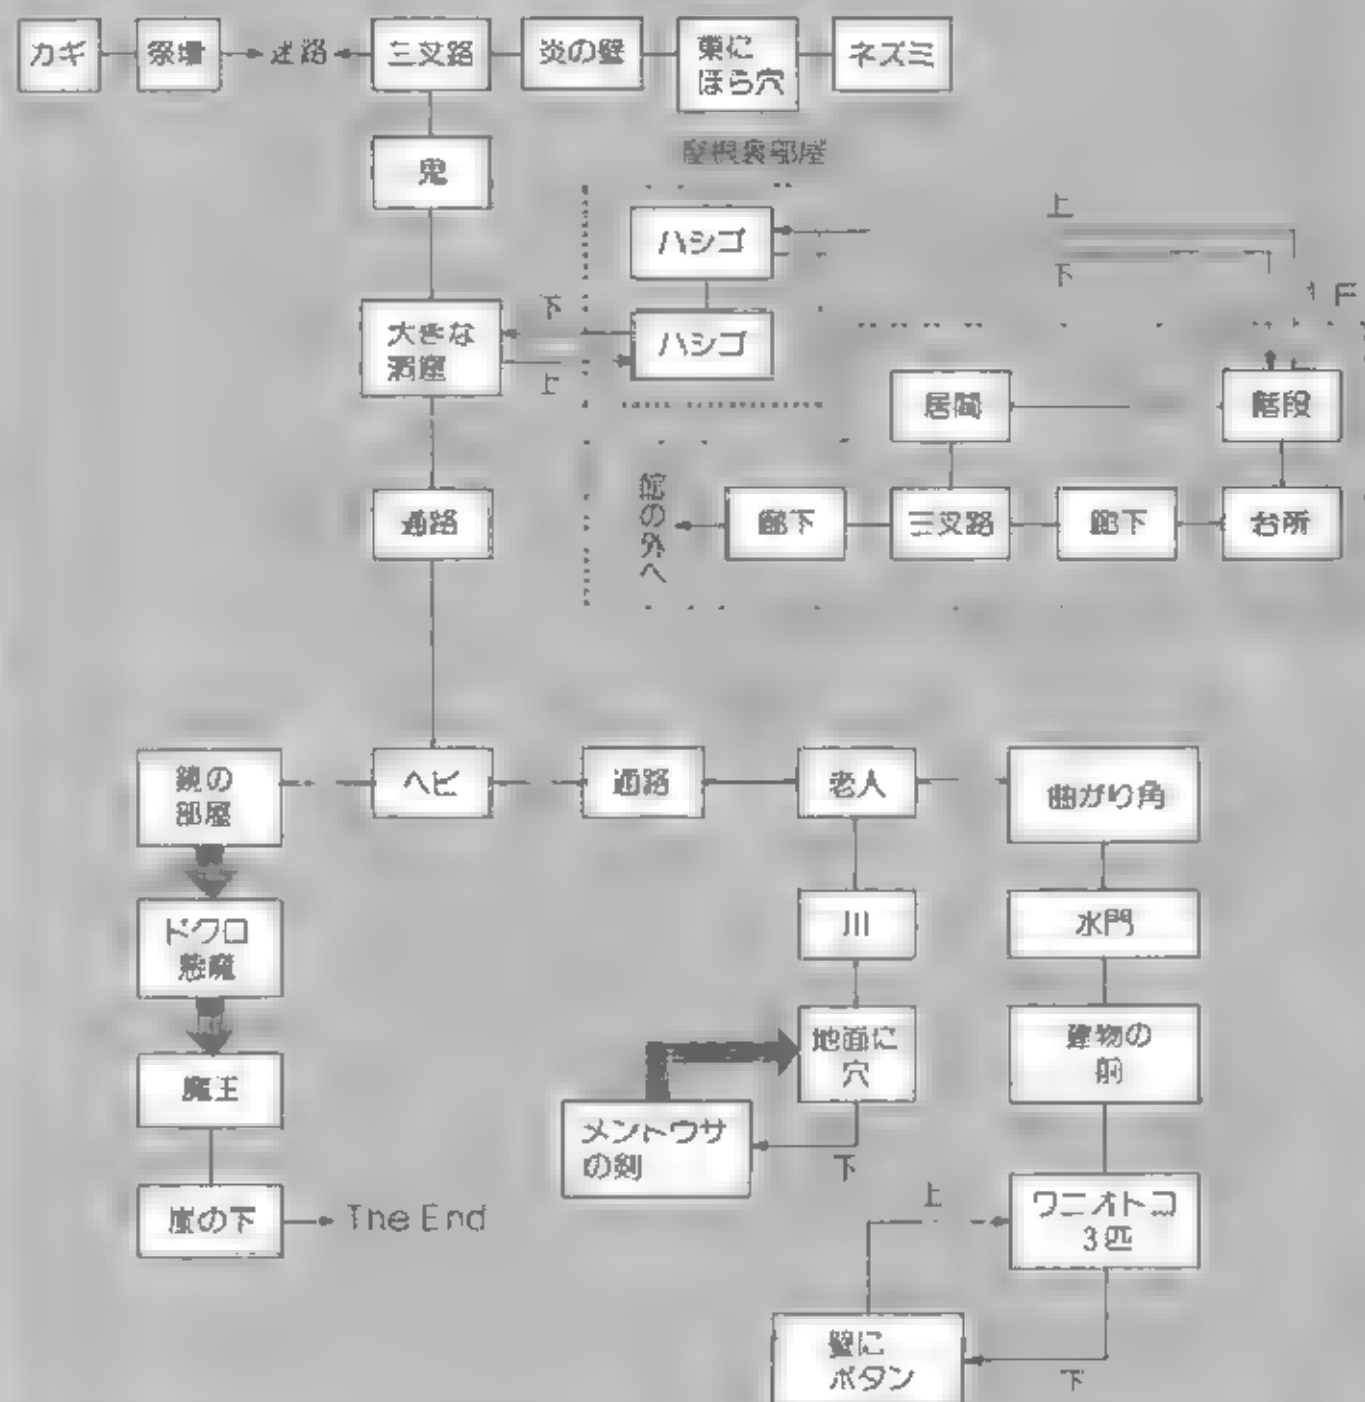 カギ
祭壇
迷路
三叉路
炎の壁
東に
ほら穴
ネズミ
鬼
屋根裏部屋
ハシゴ
上
下
1F
大きな
洞窟
下
上
ハシゴ
居間
階段
通路
館の外へ
廊下
三叉路
廊下
台所
鏡の
部屋
ヘビ
通路
老人
曲がり角
ドクロ
悪魔
川
水門
魔王
地面に
穴
建物の
前
メントウサ
の剣
下
崖の下
The End
上
ワニオトコ
3匹
壁に
ボタン
下